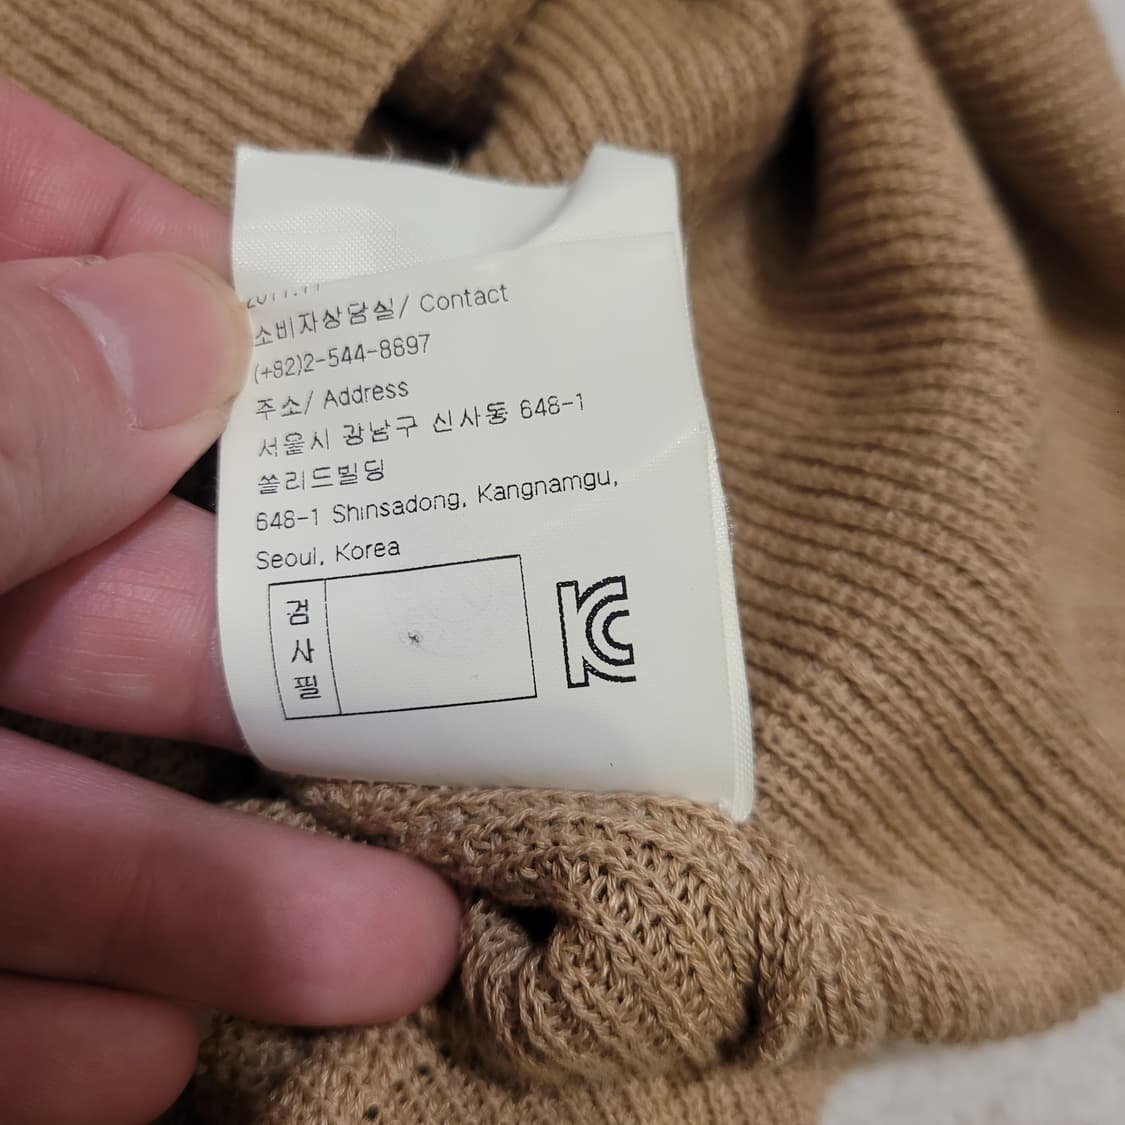 소비자상담실/ Contact
(+82)2-544-8697
주소/ Address
서울시 강남구 신사동 648-1
쏠리드빌딩
648-1 Shinsadong, Kangnamgu,
Seoul, Korea
검
사
필
KC